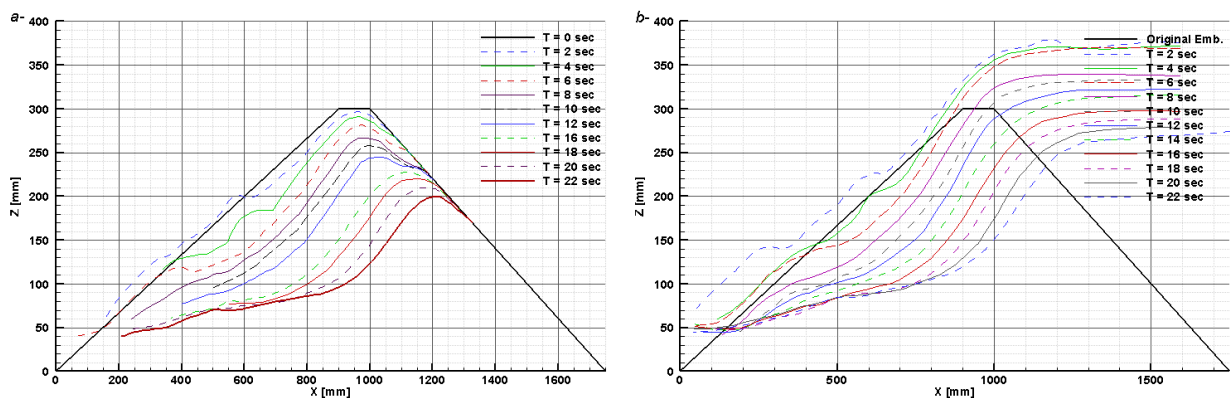 a-
400
350
300
250
200
150
100
50
0
Z [mm]
0 200 400 600 800 1000 1200 1400 1600
X [mm]
T = 0 sec
T = 2 sec
T = 4 sec
T = 6 sec
T = 8 sec
T = 10 sec
T = 12 sec
T = 16 sec
T = 18 sec
T = 20 sec
T = 22 sec
b-
400
350
300
250
200
150
100
50
0
Z [mm]
0 500 1000 1500
X [mm]
Original Emb.
T = 2 sec
T = 4 sec
T = 6 sec
T = 8 sec
T = 10 sec
T = 12 sec
T = 14 sec
T = 16 sec
T = 18 sec
T = 20 sec
T = 22 sec